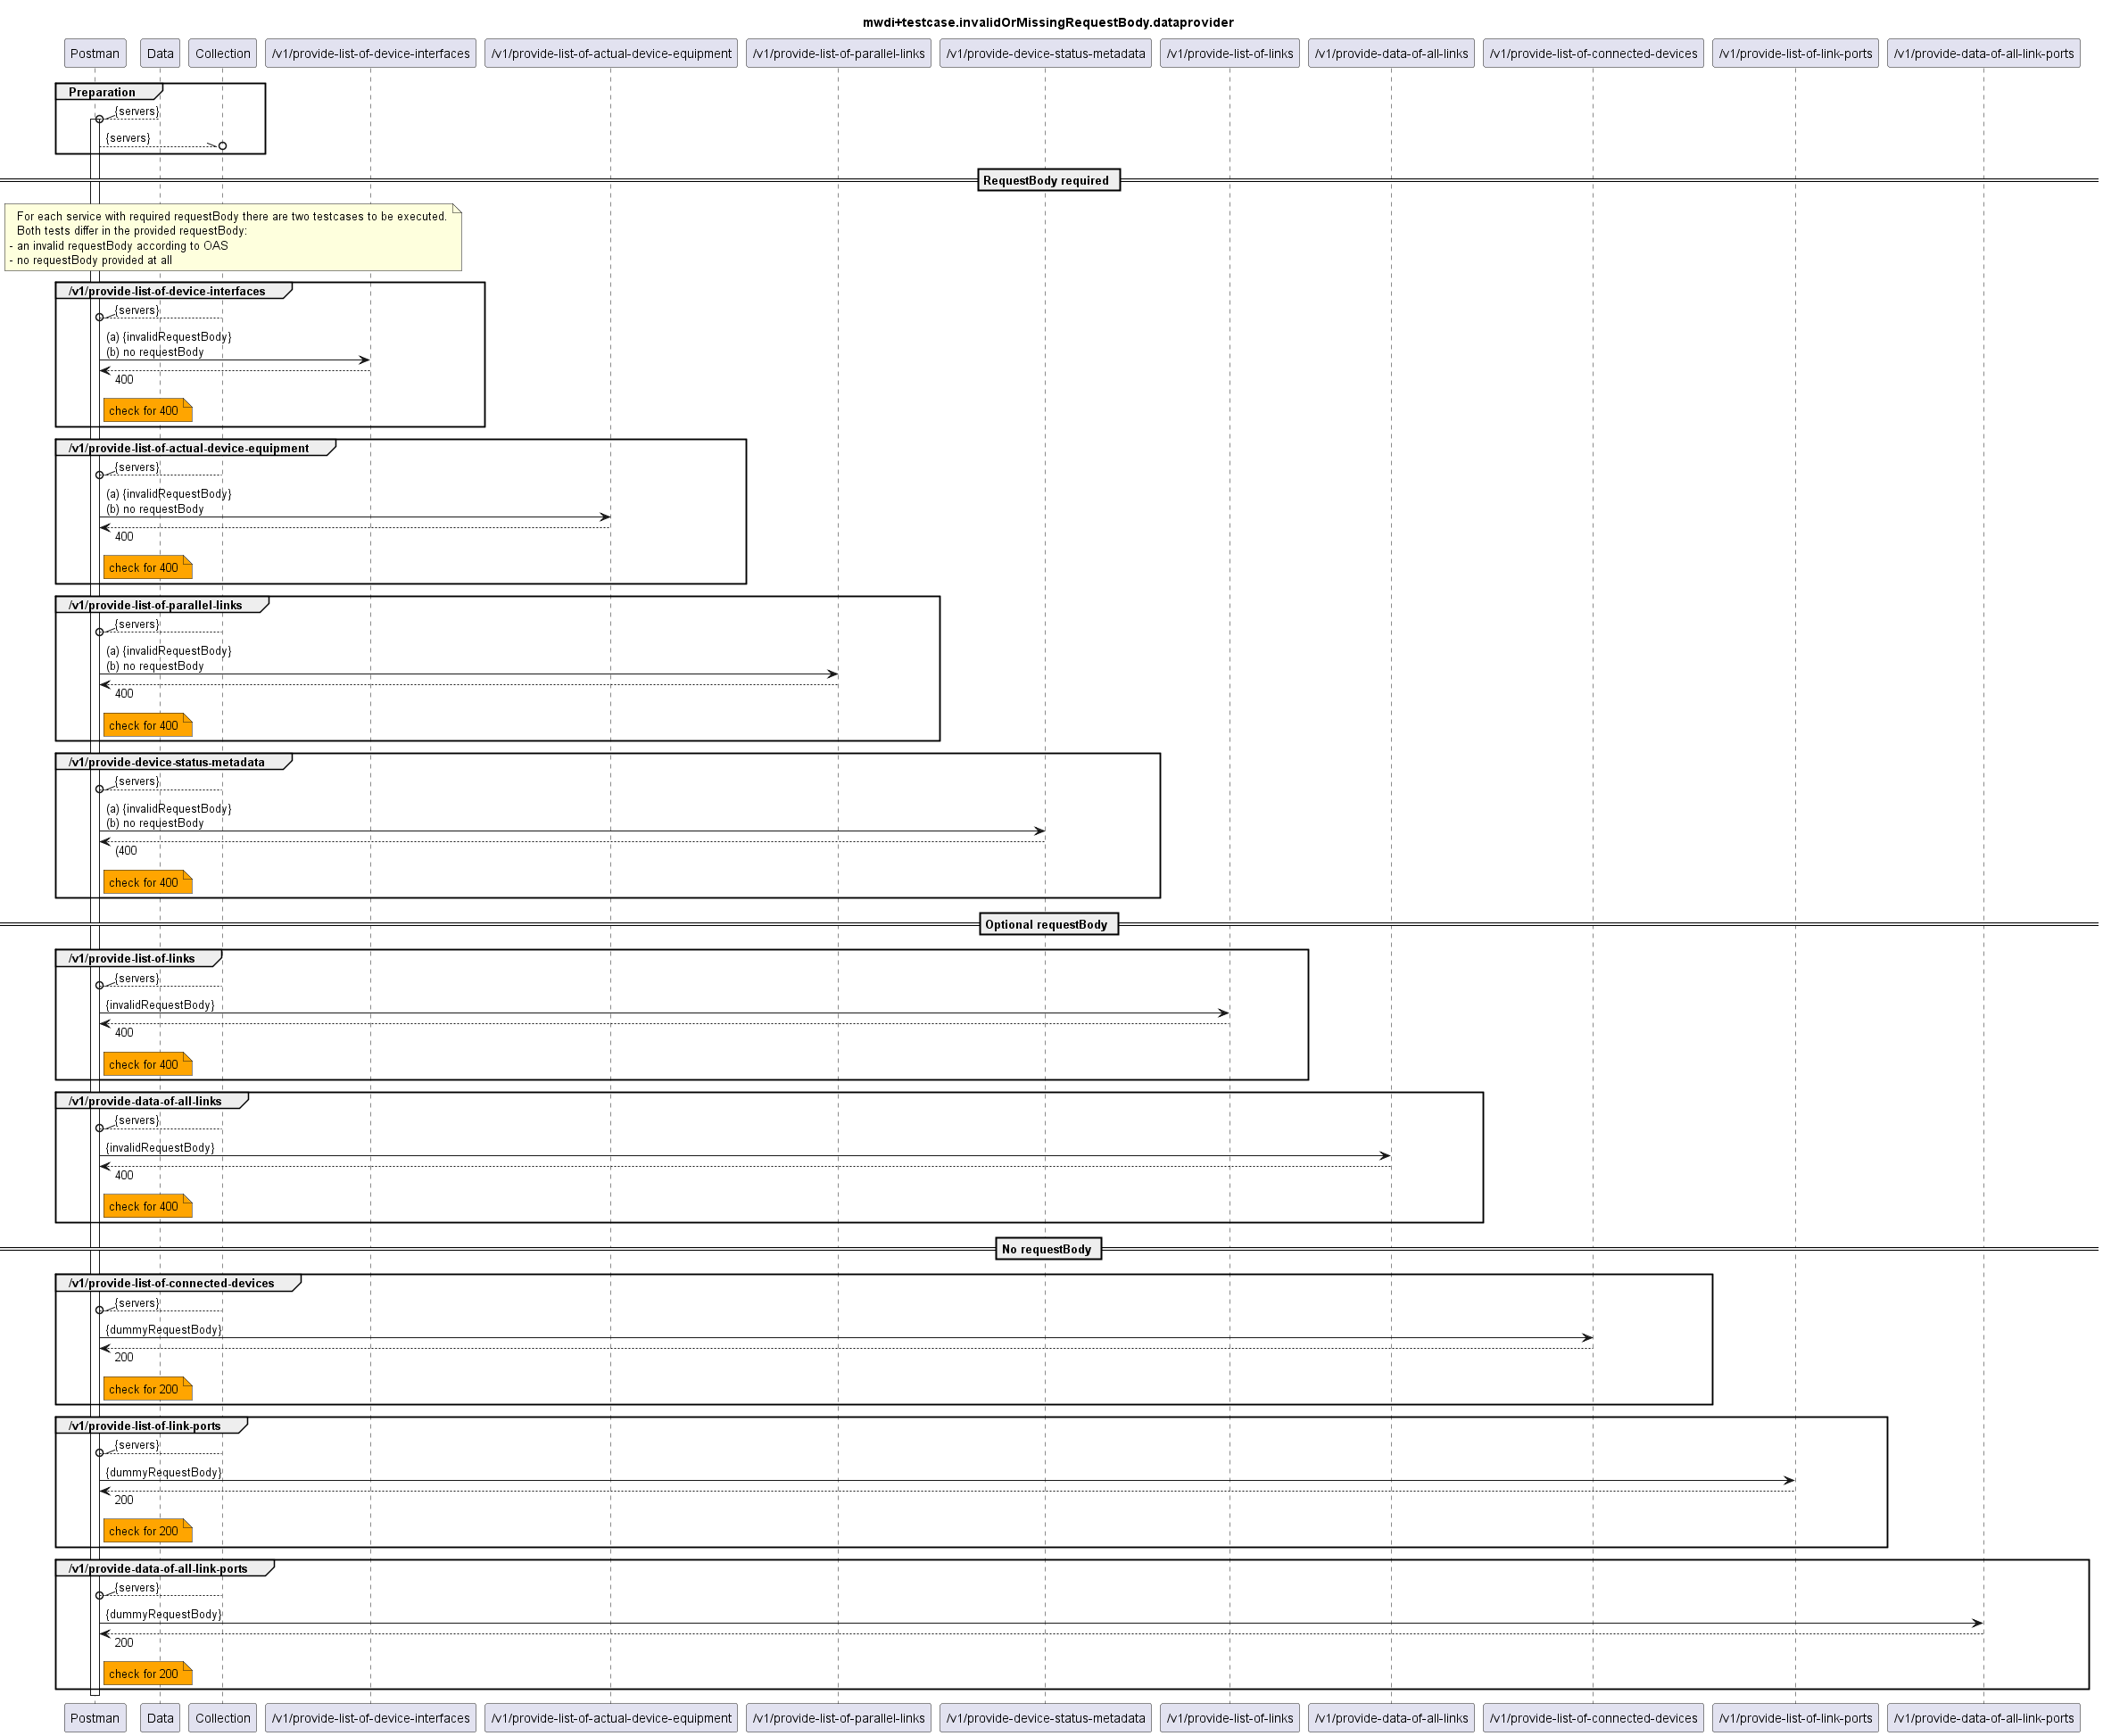 mwdi+testcase.invalidOrMissingRequestBody.dataprovider
Postman
Data
Collection
/v1/provide-list-of-device-interfaces
/v1/provide-list-of-actual-device-equipment
/v1/provide-list-of-parallel-links
/v1/provide-device-status-metadata
/v1/provide-list-of-links
/v1/provide-data-of-all-links
/v1/provide-list-of-connected-devices
/v1/provide-list-of-link-ports
/v1/provide-data-of-all-link-ports
Preparation
{servers}
{servers}
RequestBody required
For each service with required requestBody there are two testcases to be executed.
Both tests differ in the provided requestBody:
- an invalid requestBody according to OAS
- no requestBody provided at all
/v1/provide-list-of-device-interfaces
{servers}
(a) {invalidRequestBody}
(b) no requestBody
400
check for 400
/v1/provide-list-of-actual-device-equipment
{servers}
(a) {invalidRequestBody}
(b) no requestBody
400
check for 400
/v1/provide-list-of-parallel-links
{servers}
(a) {invalidRequestBody}
(b) no requestBody
400
check for 400
/v1/provide-device-status-metadata
{servers}
(a) {invalidRequestBody}
(b) no requestBody
(400
check for 400
Optional requestBody
/v1/provide-list-of-links
{servers}
{invalidRequestBody}
400
check for 400
/v1/provide-data-of-all-links
{servers}
{invalidRequestBody}
400
check for 400
No requestBody
/v1/provide-list-of-connected-devices
{servers}
{dummyRequestBody}
200
check for 200
/v1/provide-list-of-link-ports
{servers}
{dummyRequestBody}
200
check for 200
/v1/provide-data-of-all-link-ports
{servers}
{dummyRequestBody}
200
check for 200
Postman
Data
Collection
/v1/provide-list-of-device-interfaces
/v1/provide-list-of-actual-device-equipment
/v1/provide-list-of-parallel-links
/v1/provide-device-status-metadata
/v1/provide-list-of-links
/v1/provide-data-of-all-links
/v1/provide-list-of-connected-devices
/v1/provide-list-of-link-ports
/v1/provide-data-of-all-link-ports